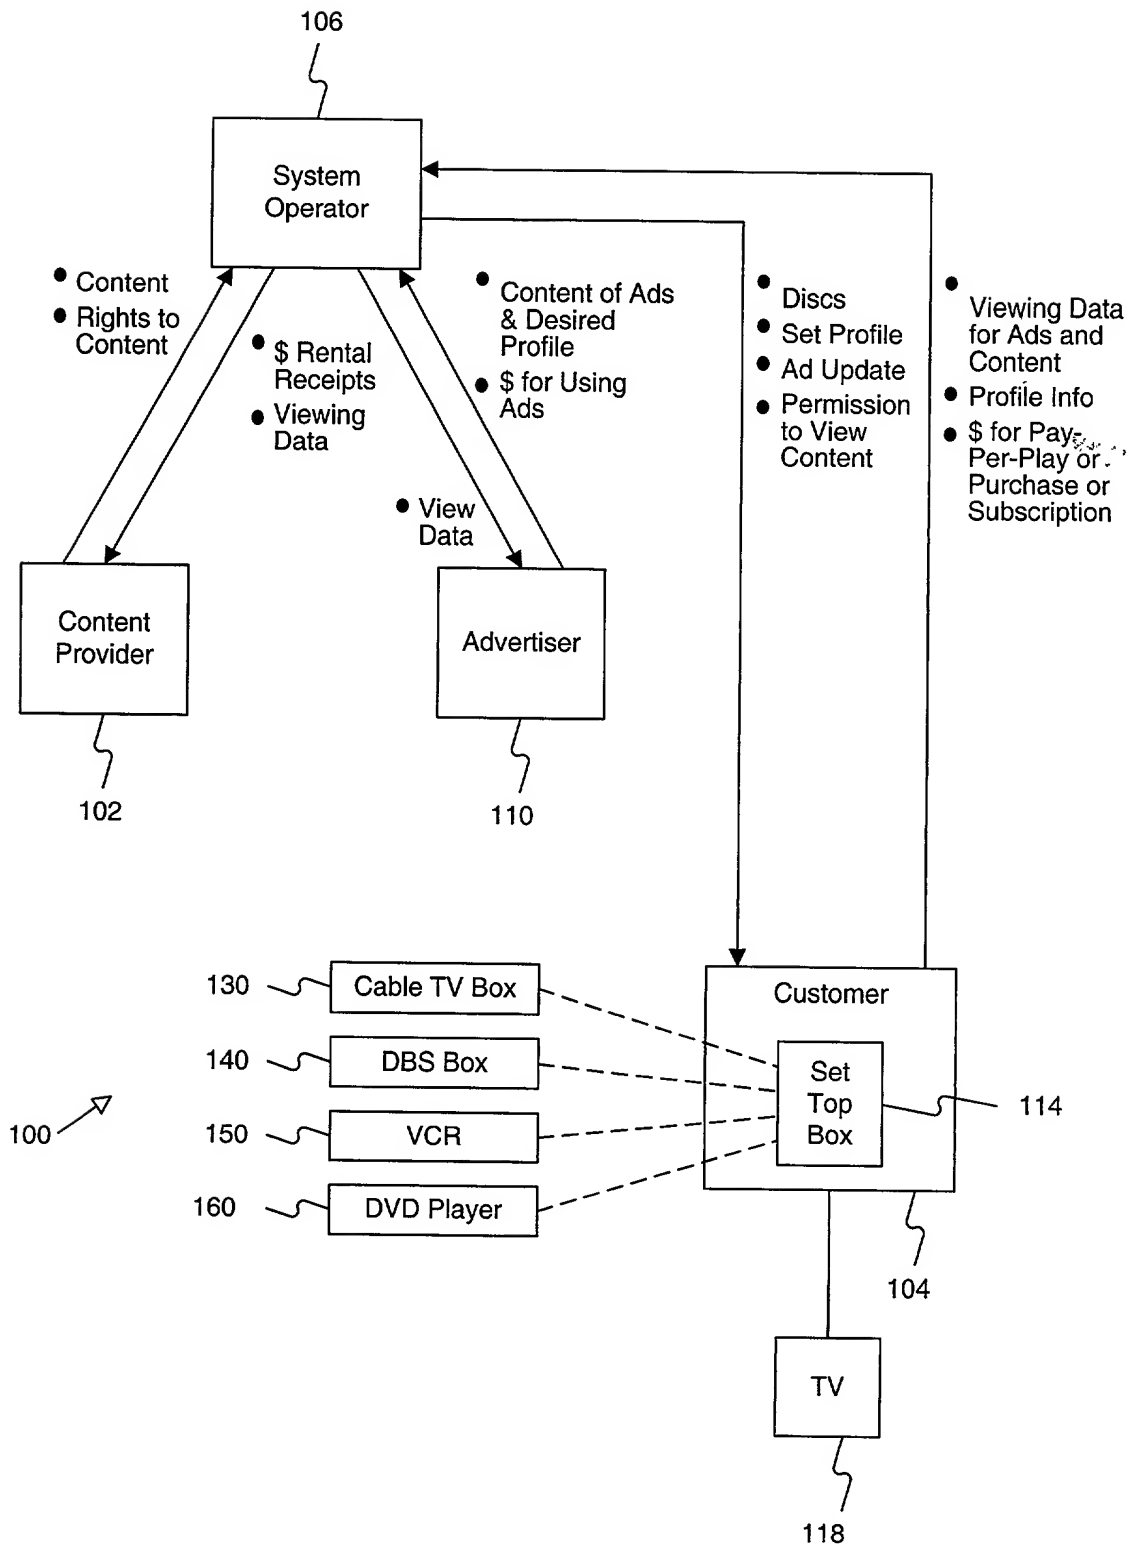 106
System
Operator
• Content
• Rights to
Content
• $ Rental
Receipts
• Viewing
Data
• Content of Ads
& Desired
Profile
• $ for Using
Ads
• View
Data
• Discs
• Set Profile
• Ad Update
• Permission
to View
Content
• Viewing Data
for Ads and
Content
• Profile Info
• $ for Pay-
Per-Play or
Purchase or
Subscription
Content
Provider
102
Advertiser
110
130
Cable TV Box
140
DBS Box
150
VCR
160
DVD Player
100
Customer
Set
Top
Box
114
104
TV
118